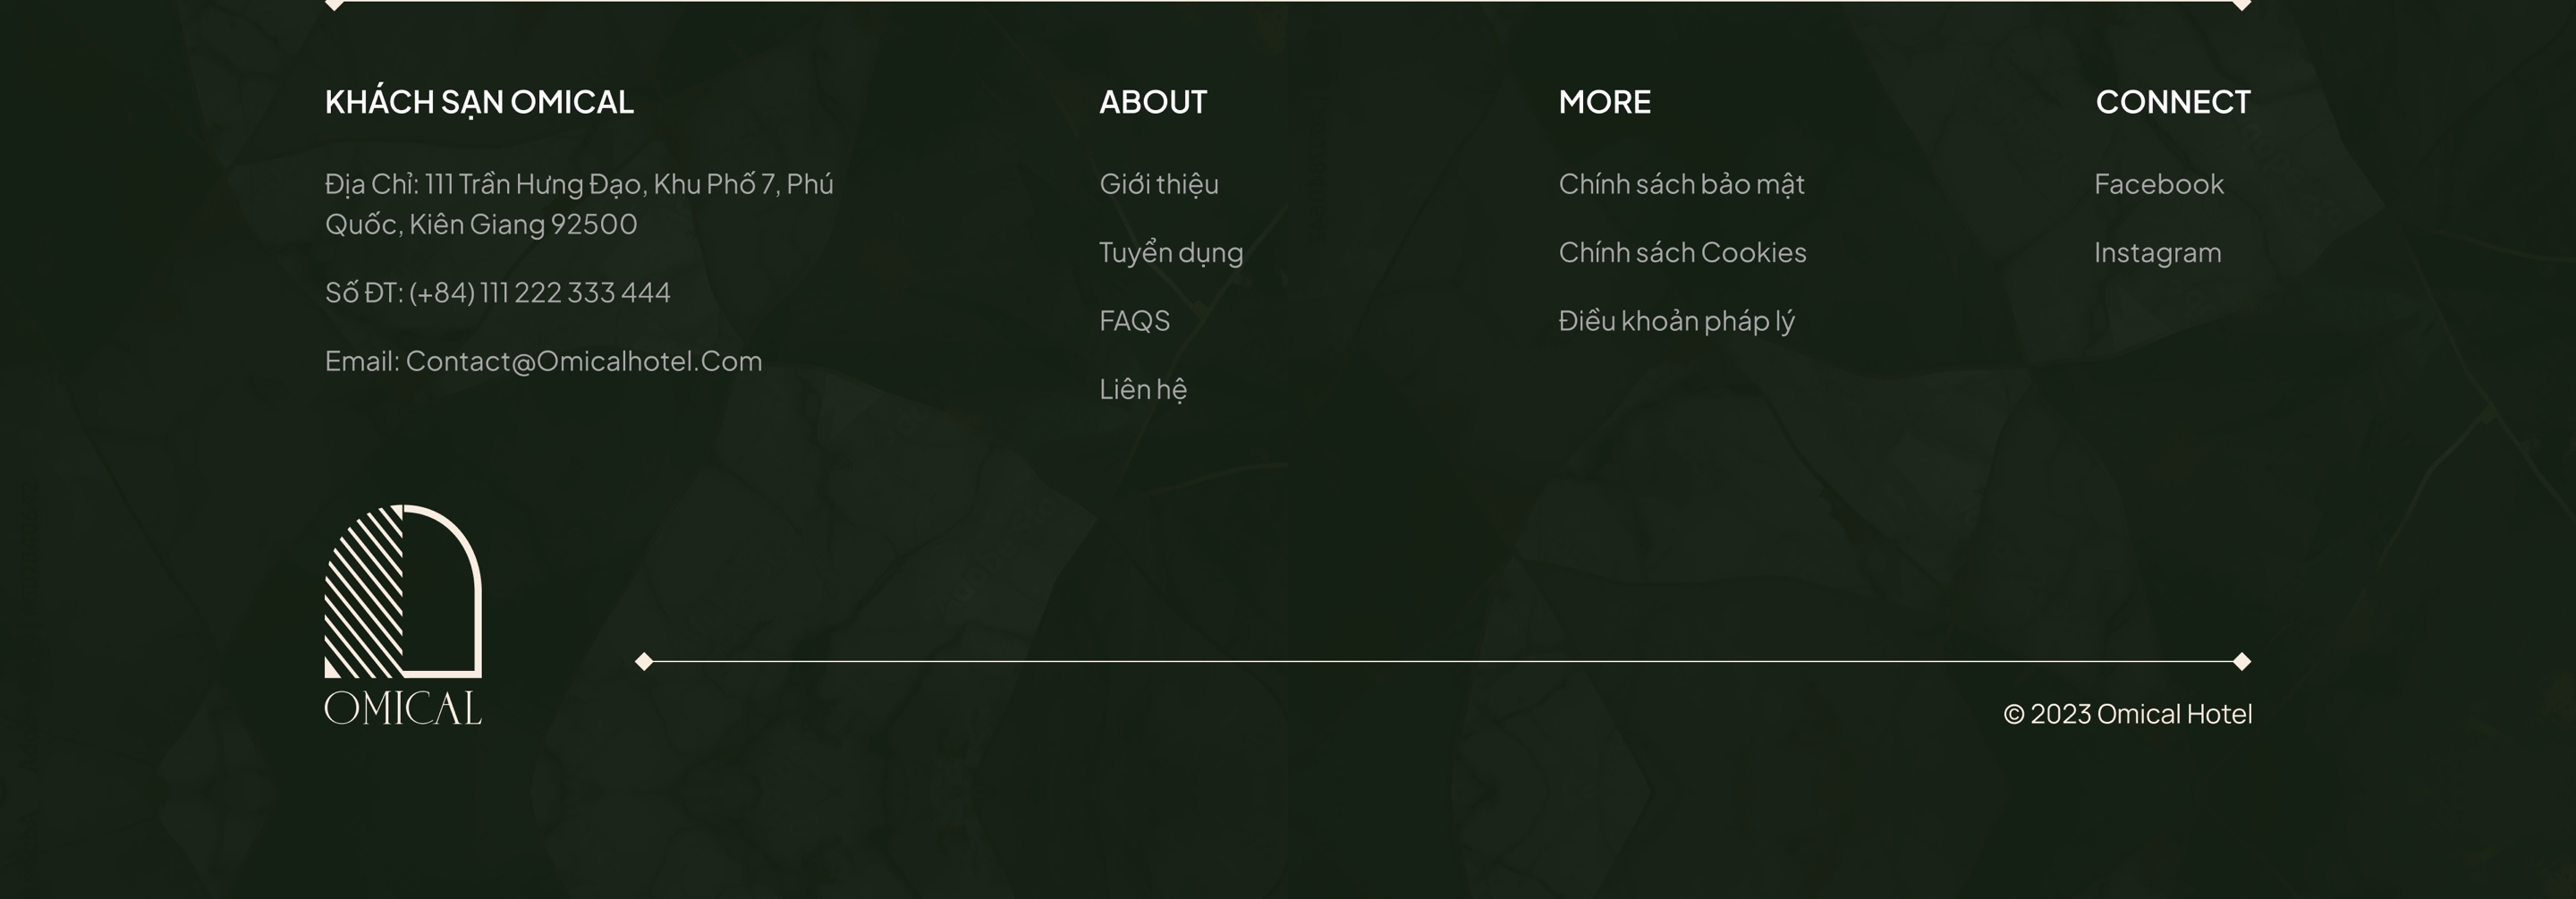 KHÁCH SẠN OMICAL
Địa Chỉ: 111 Trần Hưng Đạo, Khu Phố 7, Phú
Quốc, Kiên Giang 92500
Số ĐT: (+84) 111 222 333 444
Email: Contact@Omicalhotel.Com
ABOUT
Giới thiệu
Tuyển dụng
FAQS
Liên hệ
MORE
Chính sách bảo mật
Chính sách Cookies
Điều khoản pháp lý
CONNECT
Facebook
Instagram
OMICAL
© 2023 Omical Hotel